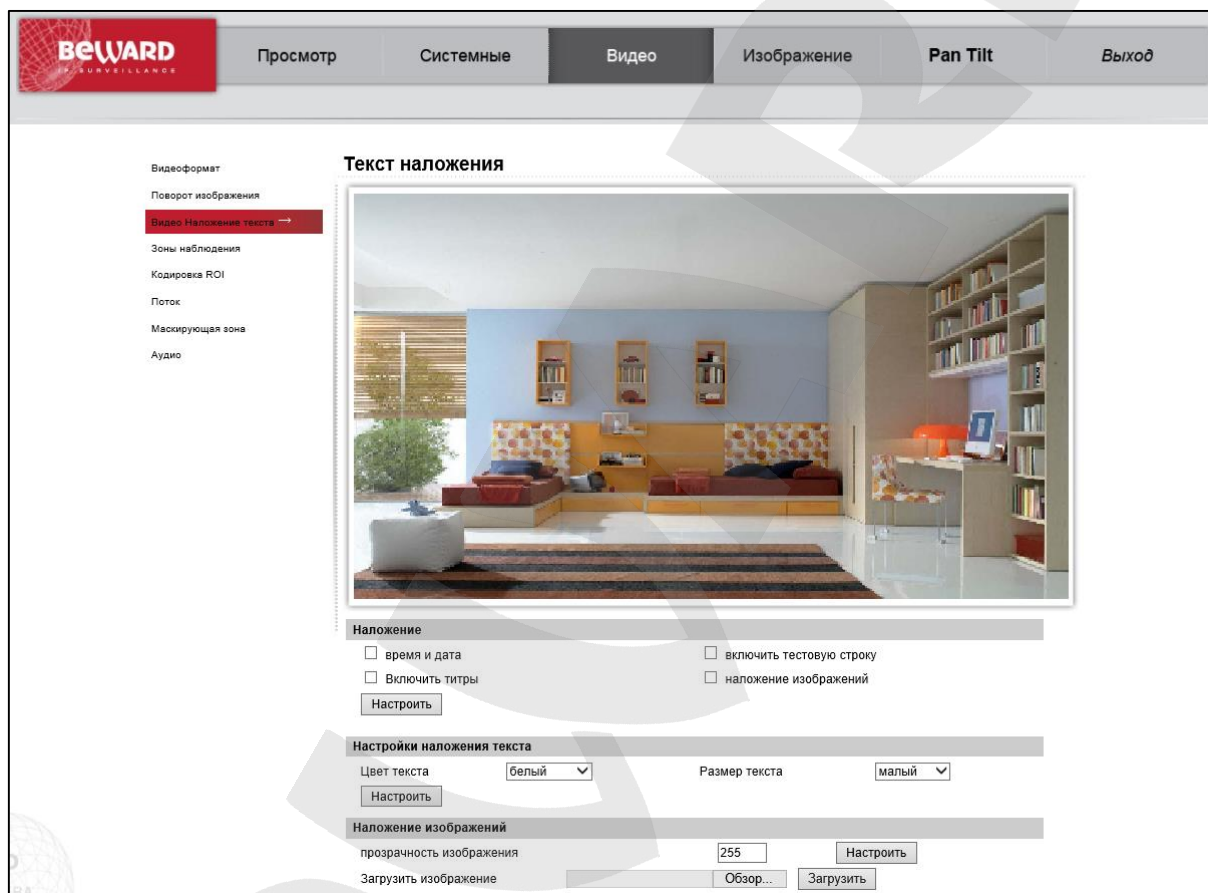 BEWARD
IP SURVEILLANCE
Просмотр Системные Видео Изображение Pan Tilt Выход
Видеоформат
Поворот изображения
Видео Наложение текста →
Зоны наблюдения
Кодировка ROI
Поток
Маскирующая зона
Аудио
Текст наложения
Наложение
время и дата включить тестовую строку
Включить титры наложение изображений
Настроить
Настройки наложения текста
Цвет текста белый Размер текста малый
Настроить
Наложение изображений
прозрачность изображения 255 Настроить
Загрузить изображение Обзор... Загрузить